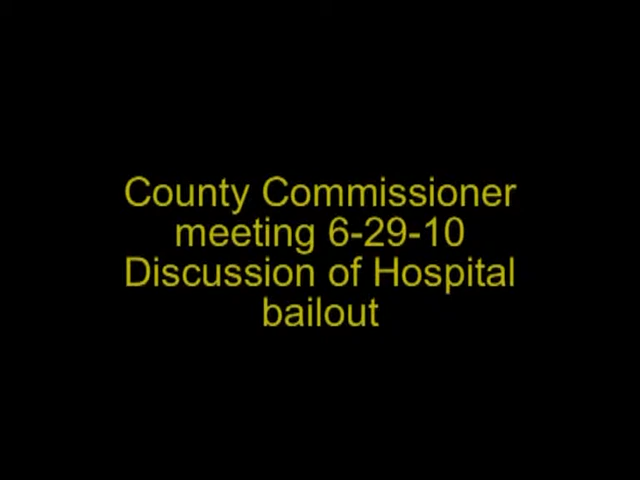 County Commissioner
meeting 6-29-10
Discussion of Hospital
bailout